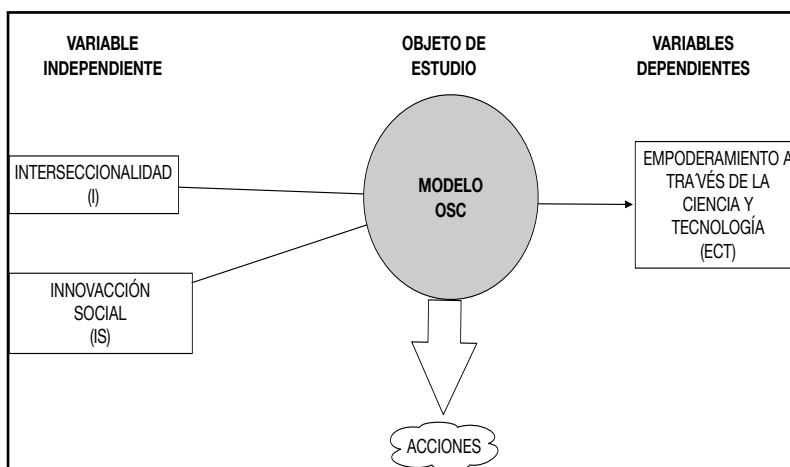 VARIABLE
INDEPENDIENTE
OBJETO DE
ESTUDIO
VARIABLES
DEPENDIENTES
INTERSECCIONALIDAD
(I)
INNOVACCIÓN
SOCIAL
(IS)
MODELO
OSC
EMPODERAMIENTO A
TRA´VÉS DE LA
CIENCIA Y
TECNOLOGÍA
(ECT)
ACCIONES